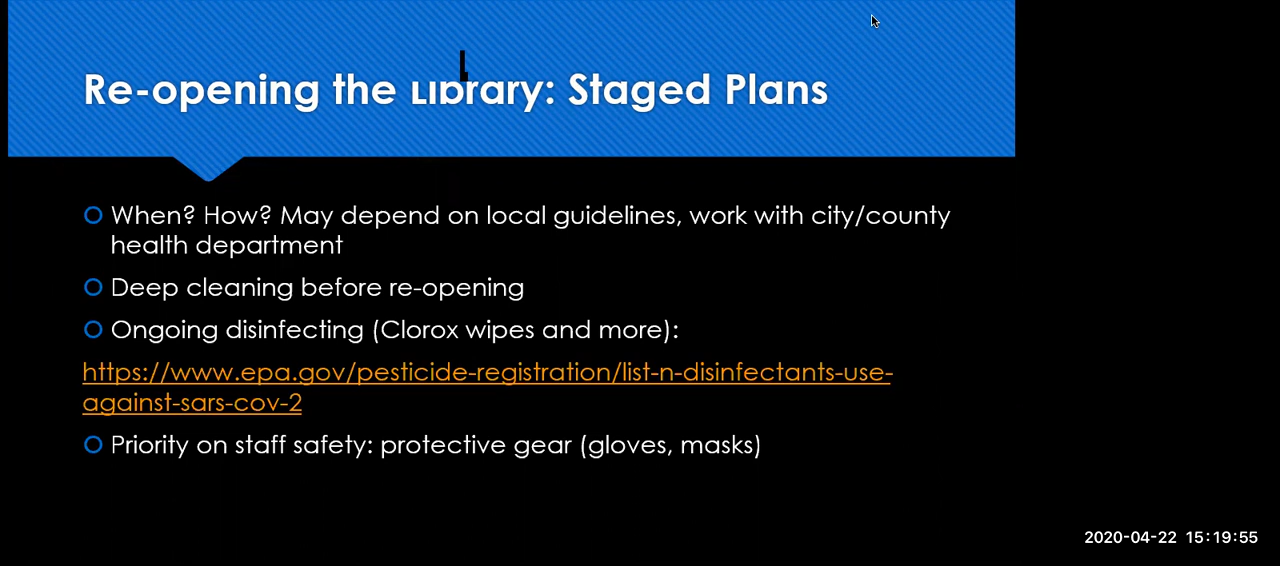 Re-opening the Library: Staged Plans
When? How? May depend on local guidelines, work with city/county
health department
Deep cleaning before re-opening
Ongoing disinfecting (Clorox wipes and more):
https://www.epa.gov/pesticide-registration/list-n-disinfectants-use-
against-sars-cov-2
Priority on staff safety: protective gear (gloves, masks)
2020-04-22 15:19:55